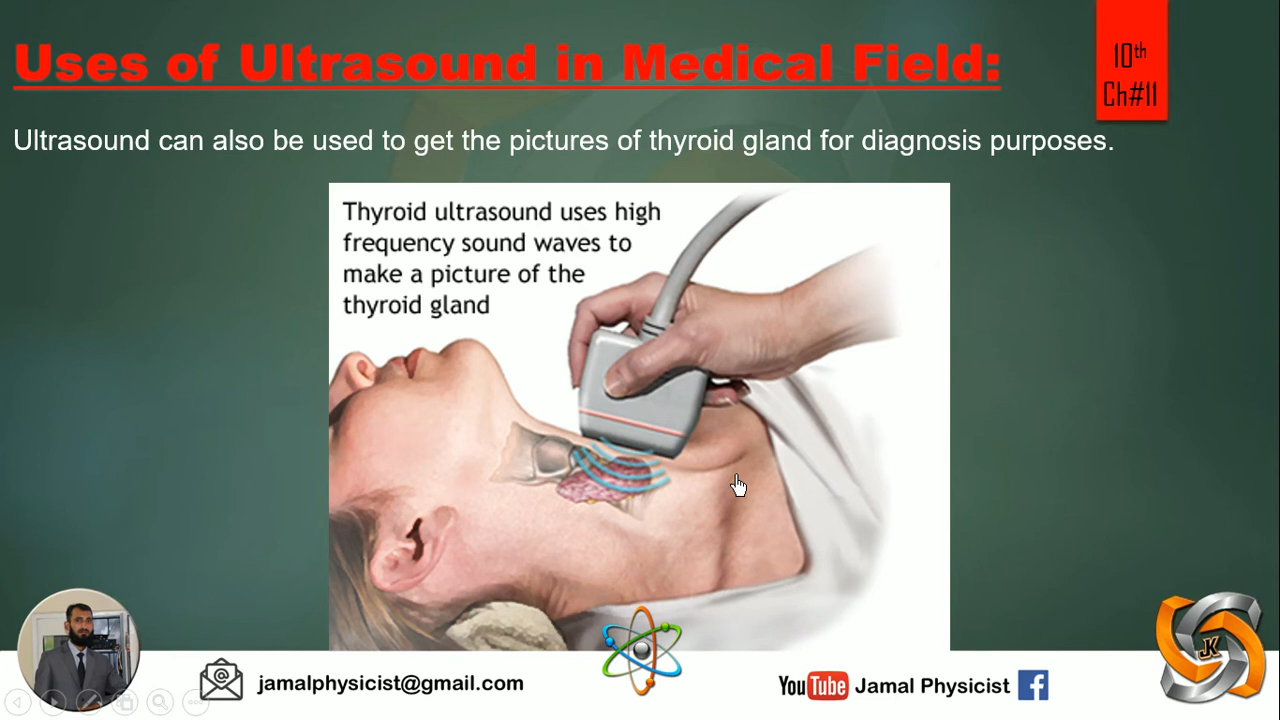 Uses of Ultrasound in Medical Field:
10th
Ch#11
Ultrasound can also be used to get the pictures of thyroid gland for diagnosis purposes.
Thyroid ultrasound uses high
frequency sound waves to
make a picture of the
thyroid gland
jamalphysicist@gmail.com
YouTube Jamal Physicist f
JK